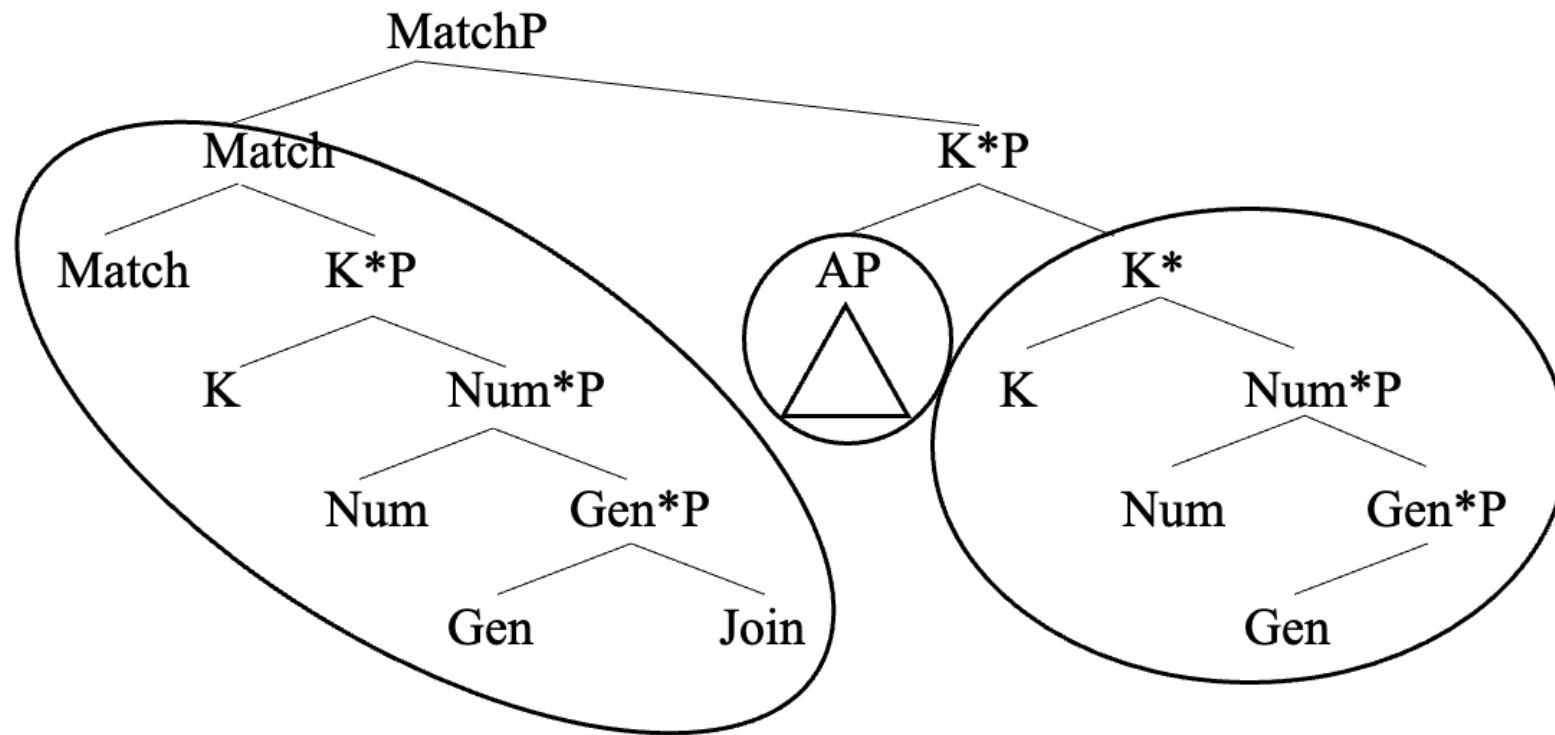 MatchP
Match K*P
Match K*P AP K*
K Num*P K Num*P
Num Gen*P Num Gen*P
Gen Join Gen